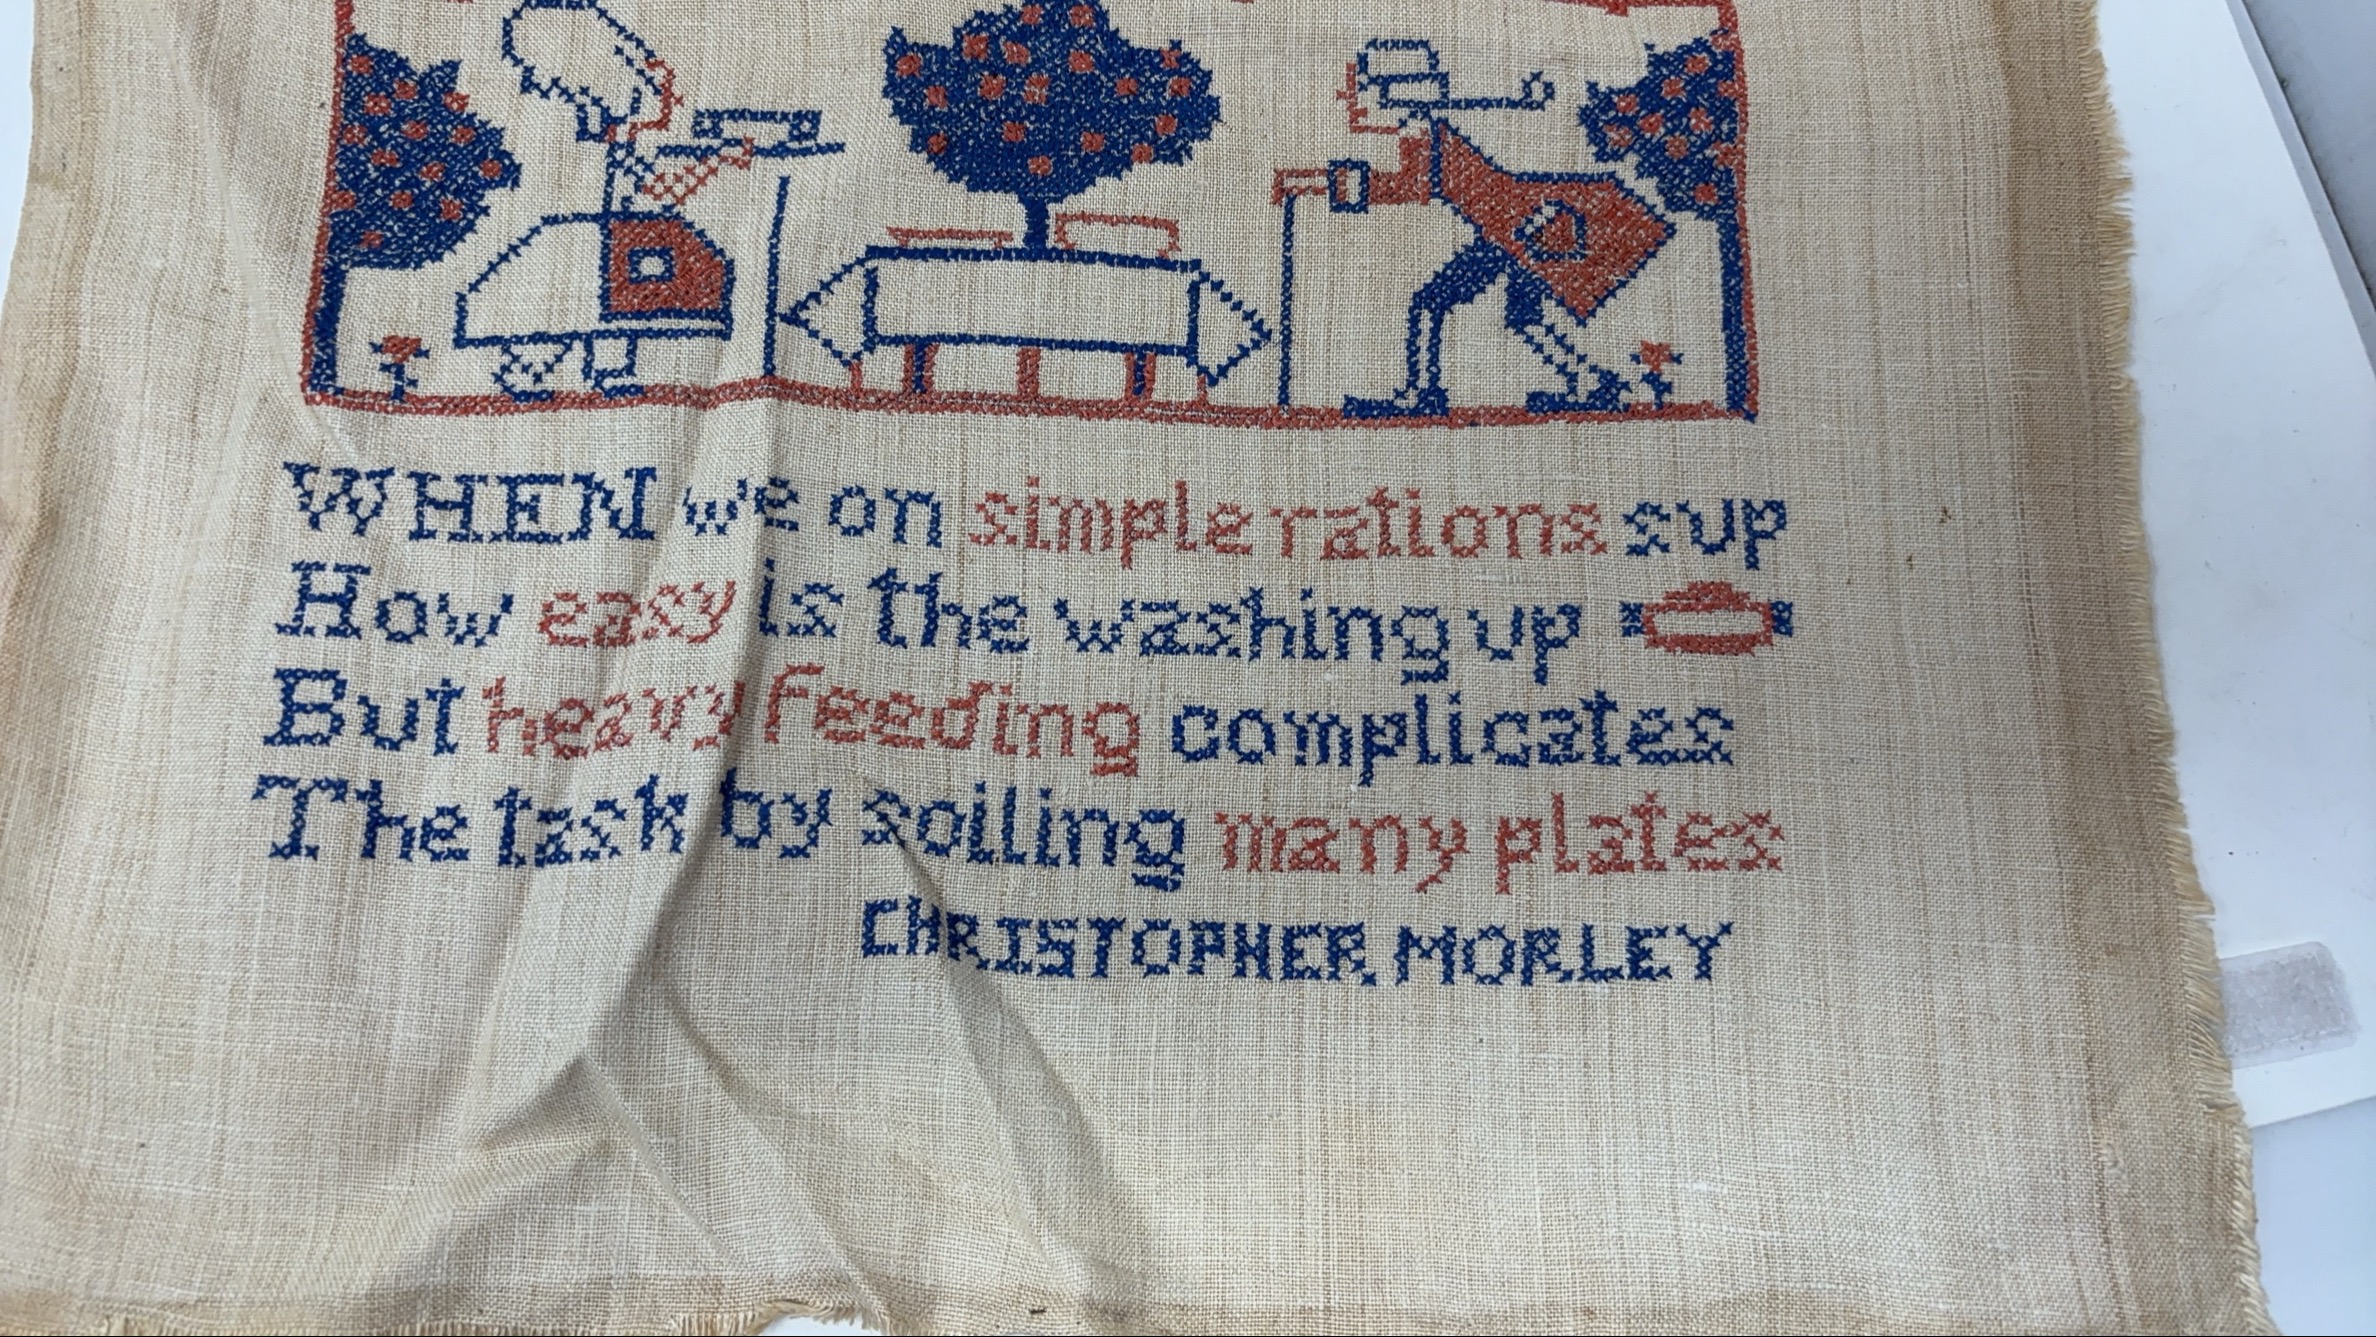 WHEN we on simple rations sup
How easy is the washing up
But heavy feeding complicates
The task by soiling many plates
CHRISTOPHER MORLEY